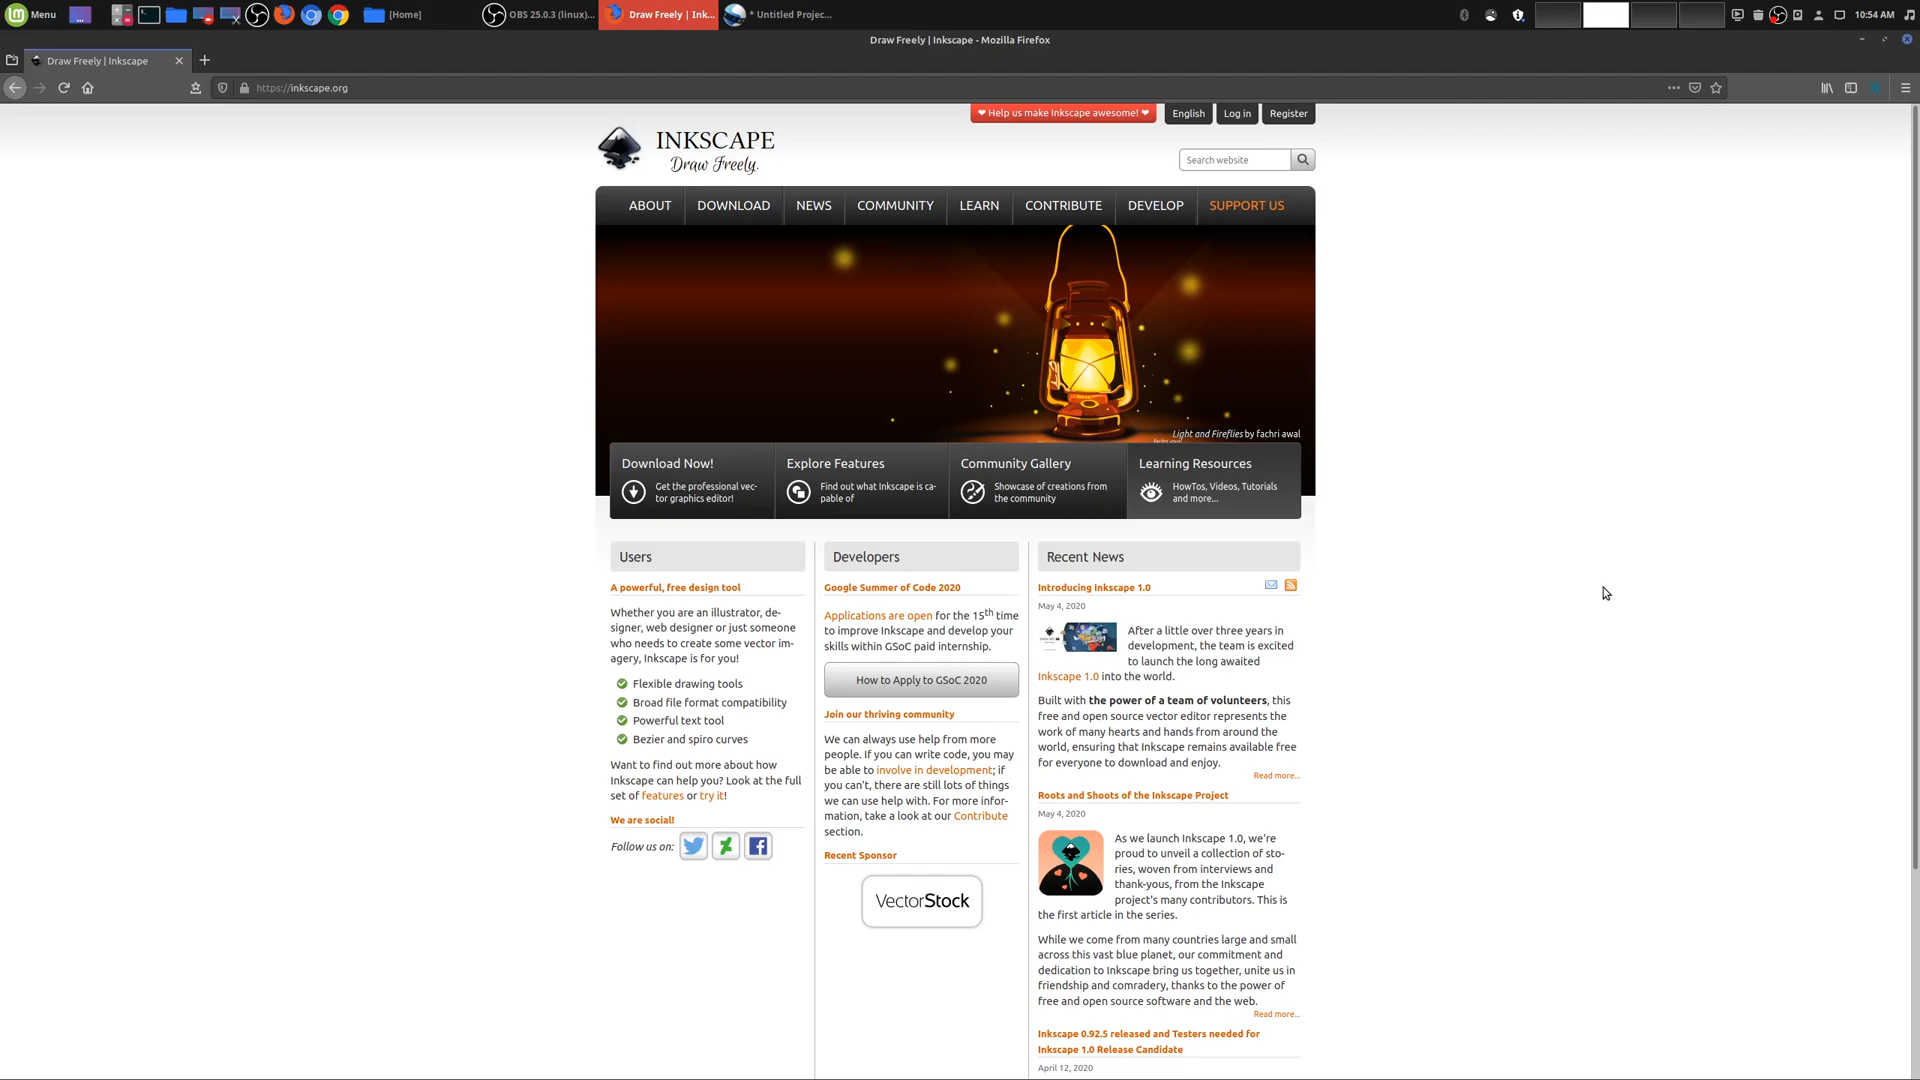 Menu
[Home]
OBS 25.0.3 (linux)...
Draw Freely | Ink...
* Untitled Projec...
10:54 AM
Draw Freely | Inkscape - Mozilla Firefox
Draw Freely | Inkscape
https://inkscape.org
❤ Help us make Inkscape awesome! ❤
English
Log in
Register
INKSCAPE
Draw Freely.
Search website
ABOUT
DOWNLOAD
NEWS
COMMUNITY
LEARN
CONTRIBUTE
DEVELOP
SUPPORT US
Light and Fireflies by fachri awal
Download Now!
Get the professional vec-
tor graphics editor!
Explore Features
Find out what Inkscape is ca-
pable of
Community Gallery
Showcase of creations from
the community
Learning Resources
HowTos, Videos, Tutorials
and more...
Users
A powerful, free design tool
Whether you are an illustrator, de-
signer, web designer or just someone
who needs to create some vector im-
agery, Inkscape is for you!
Flexible drawing tools
Broad file format compatibility
Powerful text tool
Bezier and spiro curves
Want to find out more about how
Inkscape can help you? Look at the full
set of features or try it!
We are social!
Follow us on:
Developers
Google Summer of Code 2020
Applications are open for the 15th time
to improve Inkscape and develop your
skills within GSoC paid internship.
How to Apply to GSoC 2020
Join our thriving community
We can always use help from more
people. If you can write code, you may
be able to involve in development; if
you can't, there are still lots of things
we can use help with. For more infor-
mation, take a look at our Contribute
section.
Recent Sponsor
VectorStock
Recent News
Introducing Inkscape 1.0
May 4, 2020
After a little over three years in
development, the team is excited
to launch the long awaited
Inkscape 1.0 into the world.
Built with the power of a team of volunteers, this
free and open source vector editor represents the
work of many hearts and hands from around the
world, ensuring that Inkscape remains available free
for everyone to download and enjoy.
Read more...
Roots and Shoots of the Inkscape Project
May 4, 2020
As we launch Inkscape 1.0, we're
proud to unveil a collection of sto-
ries, woven from interviews and
thank-yous, from the Inkscape
project's many contributors. This is
the first article in the series.
While we come from many countries large and small
across this vast blue planet, our commitment and
dedication to Inkscape bring us together, unite us in
friendship and comradery, thanks to the power of
free and open source software and the web.
Read more...
Inkscape 0.92.5 released and Testers needed for
Inkscape 1.0 Release Candidate
April 12, 2020